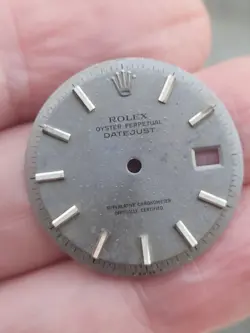 ROLEX
OYSTER PERPETUAL
DATEJUST
SUPERLATIVE CHRONOMETER
OFFICIALLY CERTIFIED